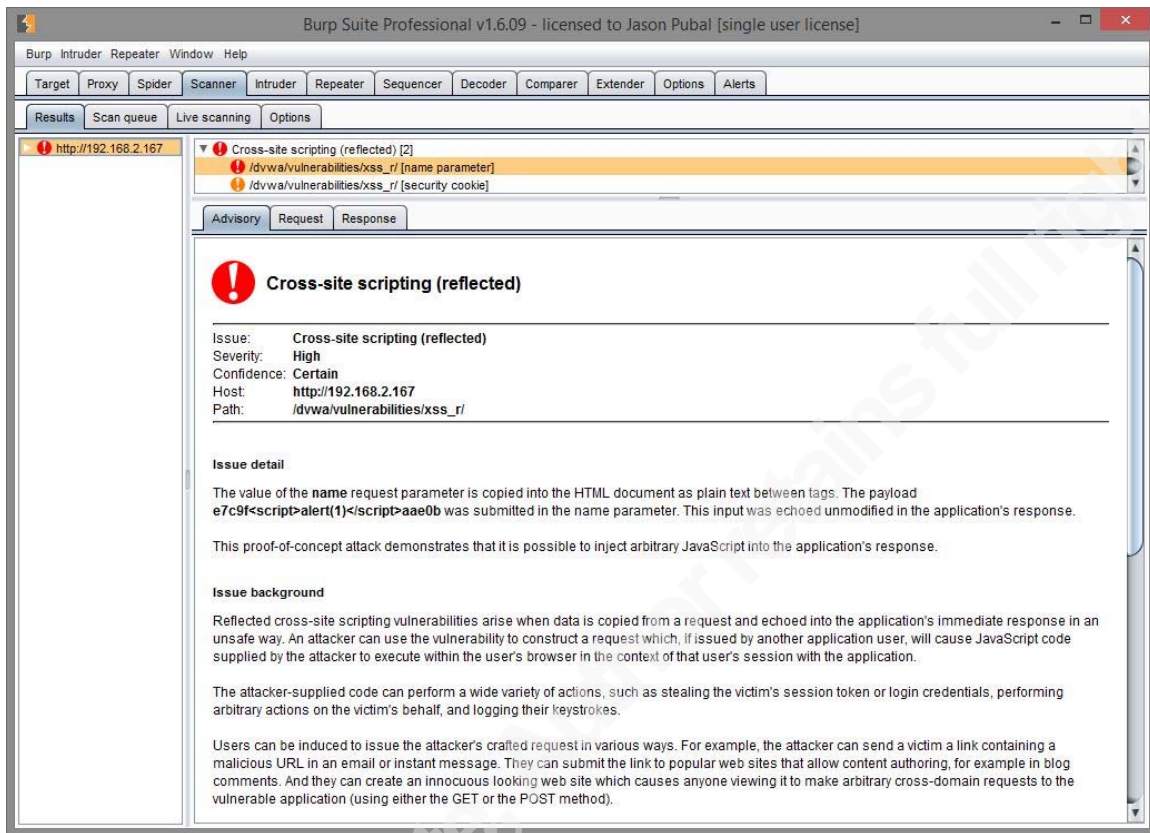 Burp Suite Professional v1.6.09 - licensed to Jason Pubal [single user license]
Burp Intruder Repeater Window Help
Target Proxy Spider Scanner Intruder Repeater Sequencer Decoder Comparer Extender Options Alerts
Results Scan queue Live scanning Options
http://192.168.2.167
Cross-site scripting (reflected) [2]
/dvwa/vulnerabilities/xss_r/ [name parameter]
/dvwa/vulnerabilities/xss_r/ [security cookie]
Advisory Request Response
Cross-site scripting (reflected)
Issue: Cross-site scripting (reflected)
Severity: High
Confidence: Certain
Host: http://192.168.2.167
Path: /dvwa/vulnerabilities/xss_r/
Issue detail
The value of the name request parameter is copied into the HTML document as plain text between tags. The payload
e7c9f<script>alert(1)</script>aae0b was submitted in the name parameter. This input was echoed unmodified in the application's response.
This proof-of-concept attack demonstrates that it is possible to inject arbitrary JavaScript into the application's response.
Issue background
Reflected cross-site scripting vulnerabilities arise when data is copied from a request and echoed into the application's immediate response in an
unsafe way. An attacker can use the vulnerability to construct a request which, if issued by another application user, will cause JavaScript code
supplied by the attacker to execute within the user's browser in the context of that user's session with the application.
The attacker-supplied code can perform a wide variety of actions, such as stealing the victim's session token or login credentials, performing
arbitrary actions on the victim's behalf, and logging their keystrokes.
Users can be induced to issue the attacker's crafted request in various ways. For example, the attacker can send a victim a link containing a
malicious URL in an email or instant message. They can submit the link to popular web sites that allow content authoring, for example in blog
comments. And they can create an innocuous looking web site which causes anyone viewing it to make arbitrary cross-domain requests to the
vulnerable application (using either the GET or the POST method).
Author retains full